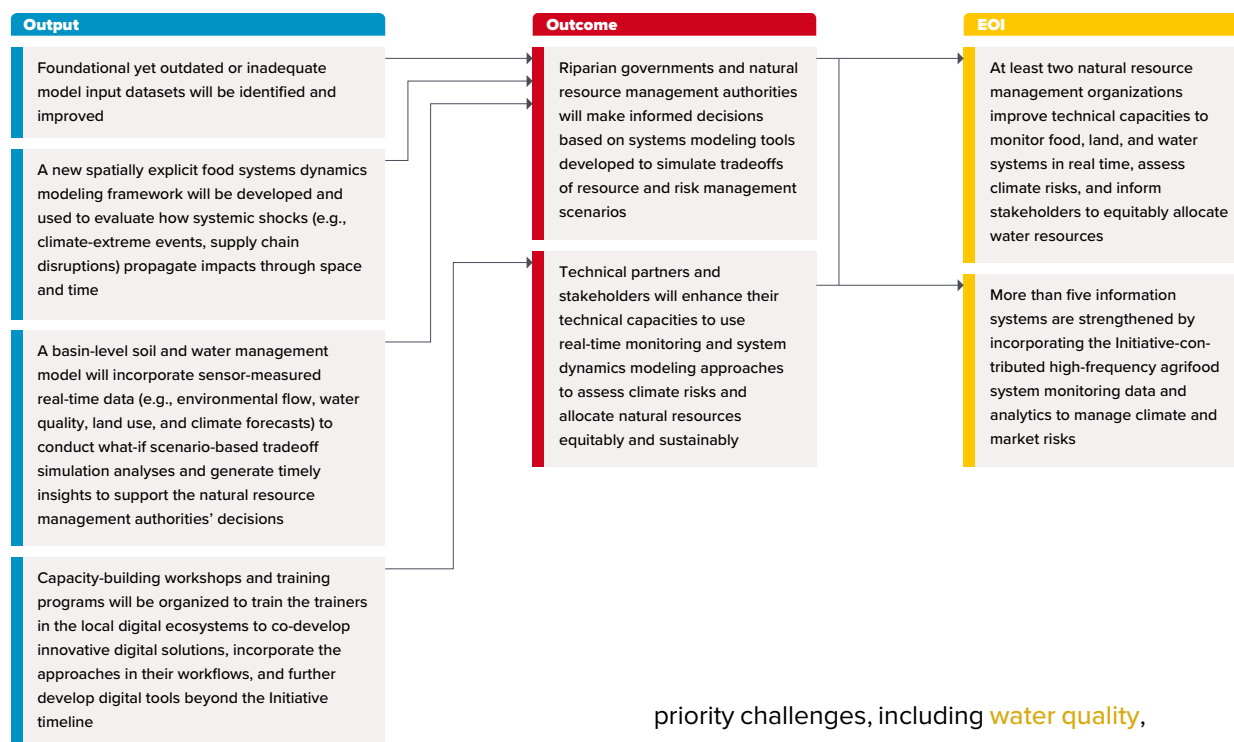 Output
Foundational yet outdated or inadequate
model input datasets will be identified and
improved
A new spatially explicit food systems dynamics
modeling framework will be developed and
used to evaluate how systemic shocks (e.g.,
climate-extreme events, supply chain
disruptions) propagate impacts through space
and time
A basin-level soil and water management
model will incorporate sensor-measured
real-time data (e.g., environmental flow, water
quality, land use, and climate forecasts) to
conduct what-if scenario-based tradeoff
simulation analyses and generate timely
insights to support the natural resource
management authorities’ decisions
Capacity-building workshops and training
programs will be organized to train the trainers
in the local digital ecosystems to co-develop
innovative digital solutions, incorporate the
approaches in their workflows, and further
develop digital tools beyond the Initiative
timeline
Outcome
Riparian governments and natural
resource management authorities
will make informed decisions
based on systems modeling tools
developed to simulate tradeoffs
of resource and risk management
scenarios
Technical partners and
stakeholders will enhance their
technical capacities to use
real-time monitoring and system
dynamics modeling approaches
to assess climate risks and
allocate natural resources
equitably and sustainably
EOI
At least two natural resource
management organizations
improve technical capacities to
monitor food, land, and water
systems in real time, assess
climate risks, and inform
stakeholders to equitably allocate
water resources
More than five information
systems are strengthened by
incorporating the Initiative-con-
tributed high-frequency agrifood
system monitoring data and
analytics to manage climate and
market risks
priority challenges, including water quality,